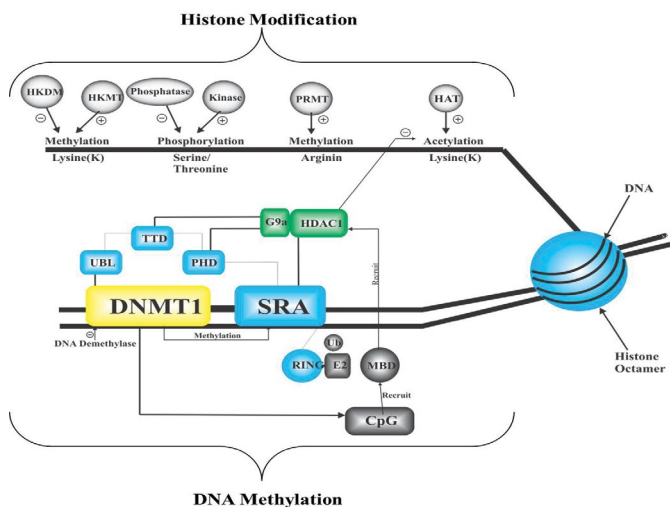 Histone Modification
HKDM
HKMT
Phosphatase
Kinase
PRMT
HAT
Methylation
Lysine(K)
Phosphorylation
Serine/
Threonine
Methylation
Arginin
Acetylation
Lysine(K)
DNA
G9a
HDAC1
TTD
UBL
PHD
DNMT1
SRA
Recruit
DNA Demethylase
Methylation
Histone
Octamer
Ub
RING
E2
MBD
Recruit
CpG
DNA Methylation